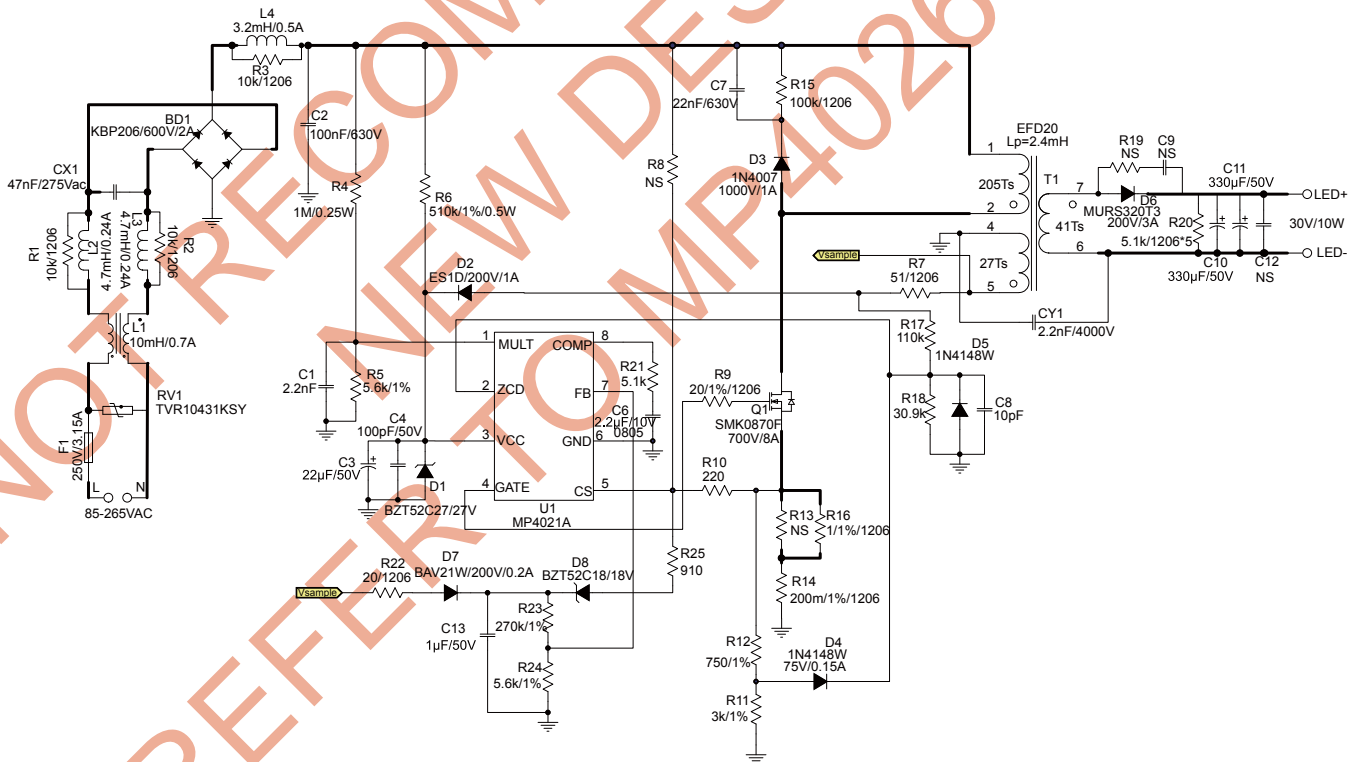 L4
3.2mH/0.5A
R3
10k/1206
BD1
KBP206/600V/2A
CX1
47nF/275Vac
R1
10k/1206
L2
4.7mH/0.24A
4.7mH/0.24A
L3
R2
10k/1206
L1
10mH/0.7A
RV1
TVR10431KSY
F1
250V/3.15A
L
N
85-265VAC
C2
100nF/630V
R4
1M/0.25W
R6
510k/1%/0.5W
R8
NS
C7
22nF/630V
R15
100k/1206
D3
1N4007
1000V/1A
EFD20
Lp=2.4mH
1
205Ts
2
4
27Ts
5
T1
7
41Ts
6
R19
NS
C9
NS
D6
MURS320T3
200V/3A
C11
330µF/50V
R20
5.1k/1206*5
C10
330µF/50V
C12
NS
LED+
30V/10W
LED-
Vsample
R7
51/1206
CY1
2.2nF/4000V
D2
ES1D/200V/1A
R17
110k
D5
1N4148W
R18
30.9k
C8
10pF
C1
2.2nF
R5
5.6k/1%
1
MULT
COMP
8
2
ZCD
FB
7
3
VCC
GND
6
4
GATE
CS
5
U1
MP4021A
R21
5.1k
C6
2.2µF/10V
0805
R9
20/1%/1206
Q1
SMK0870F
700V/8A
C4
100pF/50V
C3
22µF/50V
D1
BZT52C27/27V
R10
220
R13
NS
R16
1/1%/1206
R14
200m/1%/1206
R25
910
Vsample
R22
20/1206
D7
BAV21W/200V/0.2A
D8
BZT52C18/18V
C13
1µF/50V
R23
270k/1%
R24
5.6k/1%
R12
750/1%
D4
1N4148W
75V/0.15A
R11
3k/1%
NOT RECOM
NEW DES
REFER TO MP4026